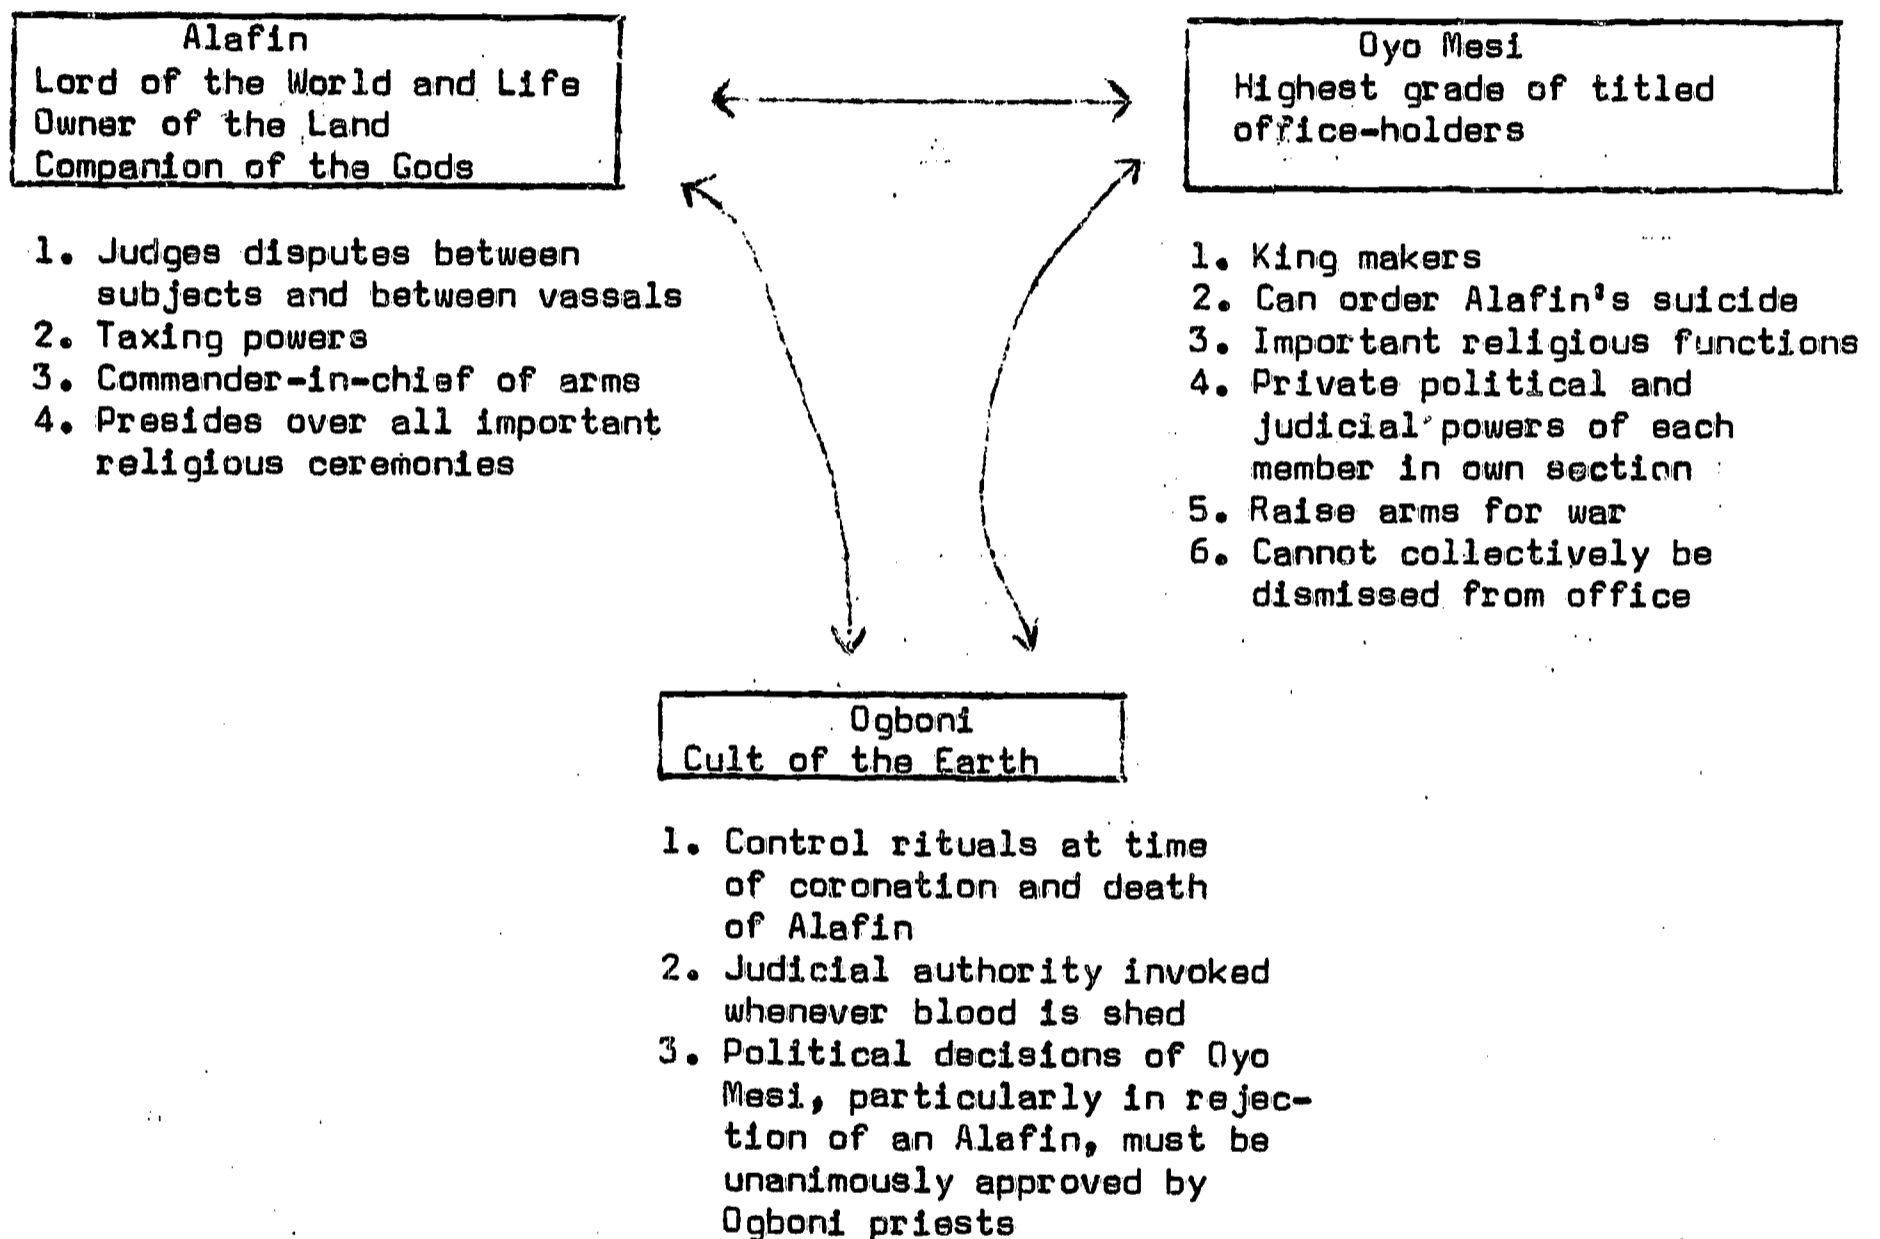 Alafin
Lord of the World and Life
Owner of the Land
Companion of the Gods
1. Judges disputes between
subjects and between vassals
2. Taxing powers
3. Commander-in-chief of arms
4. Presides over all important
religious ceremonies
Oyo Mesi
Highest grade of titled
office-holders
1. King makers
2. Can order Alafin's suicide
3. Important religious functions
4. Private political and
judicial powers of each
member in own section
5. Raise arms for war
6. Cannot collectively be
dismissed from office
Ogboni
Cult of the Earth
1. Control rituals at time
of coronation and death
of Alafin
2. Judicial authority invoked
whenever blood is shed
3. Political decisions of Oyo
Mesi, particularly in rejec-
tion of an Alafin, must be
unanimously approved by
Ogboni priests